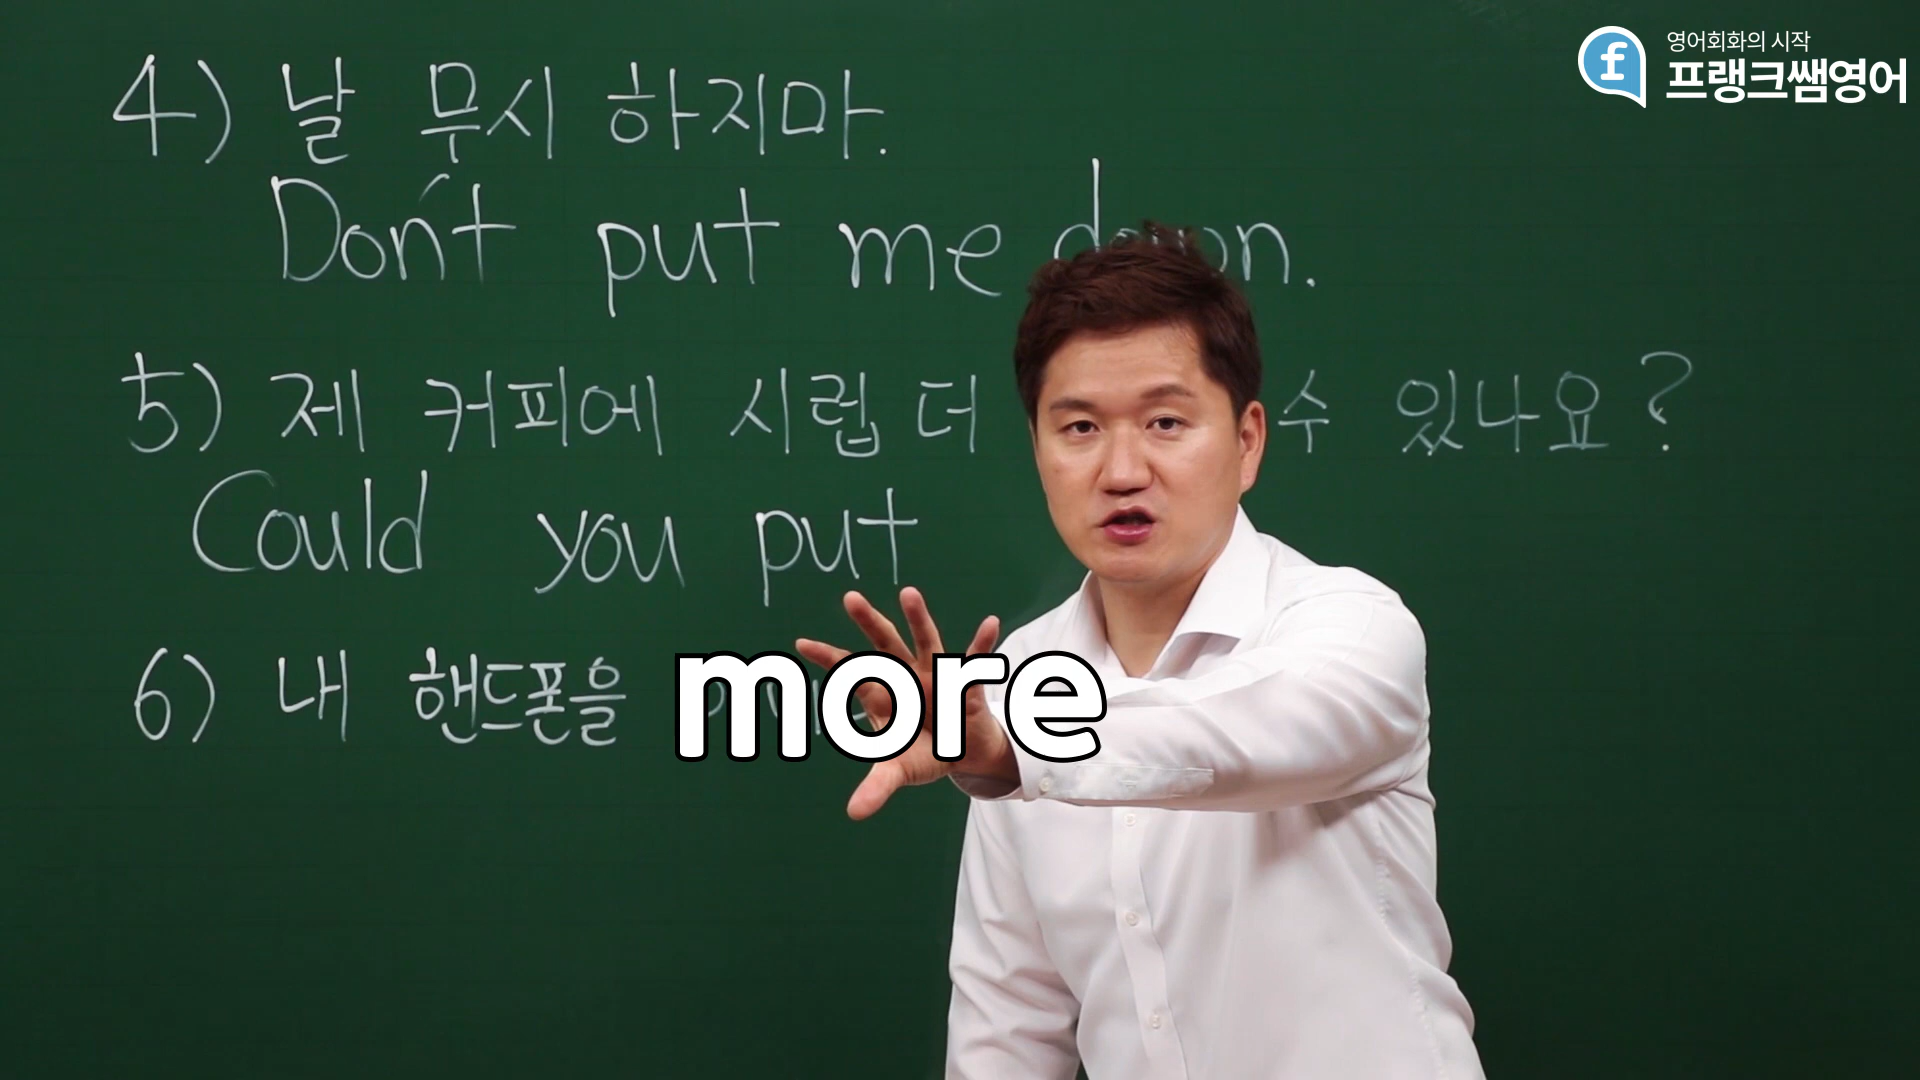 영어회화의 시작
프랭크쌤영어
4) 날 무시 하지마.
Don't put me down.
5) 제 커피에 시럽 더 수 있나요?
Could you put
6) 내 핸드폰을
more